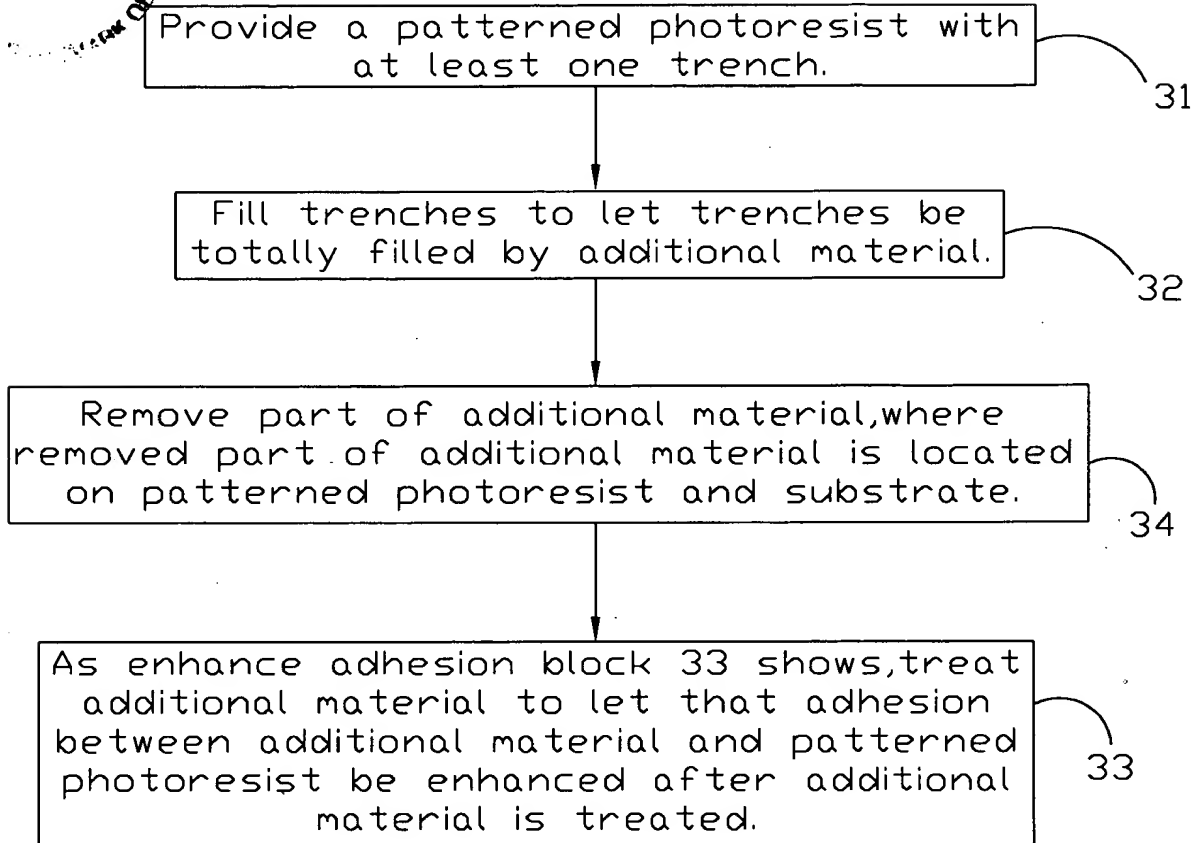 Provide a patterned photoresist with
at least one trench.
31
Fill trenches to let trenches be
totally filled by additional material.
32
Remove part of additional material,where
removed part of additional material is located
on patterned photoresist and substrate.
34
As enhance adhesion block 33 shows,treat
additional material to let that adhesion
between additional material and patterned
photoresist be enhanced after additional
material is treated.
33